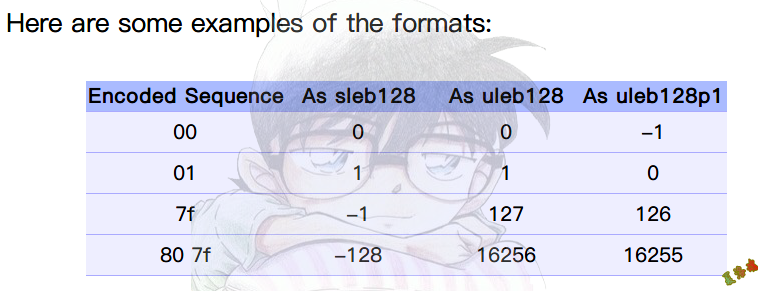 Here are some examples of the formats:
Encoded Sequence As sleb128 As uleb128 As uleb128p1
00 0 0 −1
01 1 1 0
7f −1 127 126
80 7f −128 16256 16255